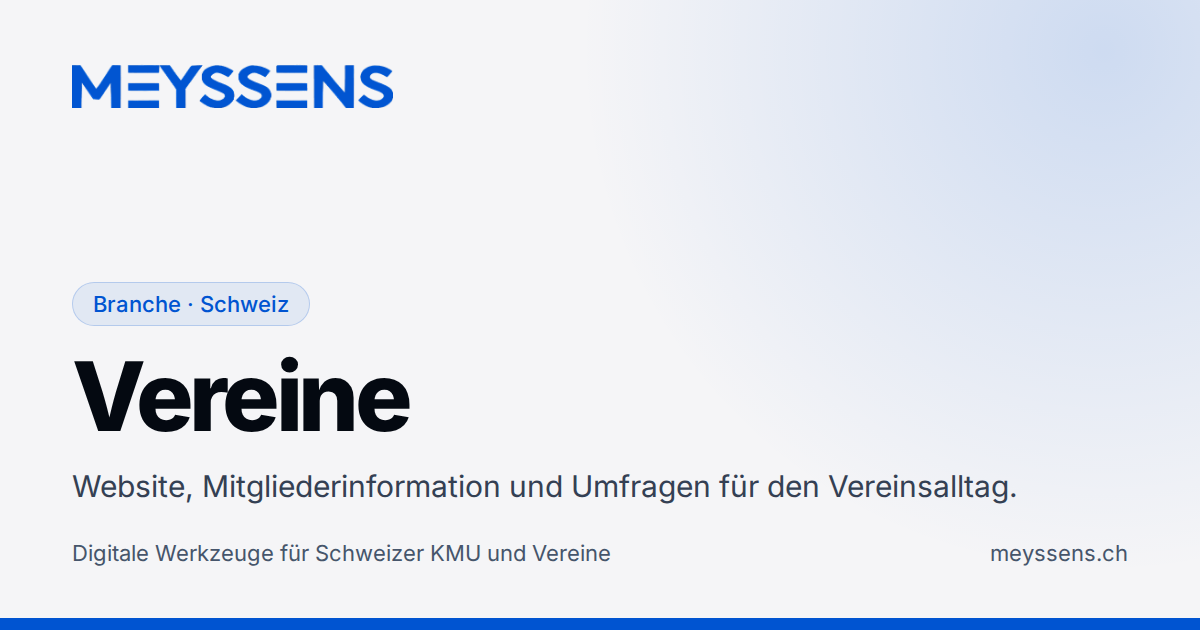 MEYSSENS
Branche · Schweiz
Vereine
Website, Mitgliederinformation und Umfragen für den Vereinsalltag.
Digitale Werkzeuge für Schweizer KMU und Vereine
meyssens.ch